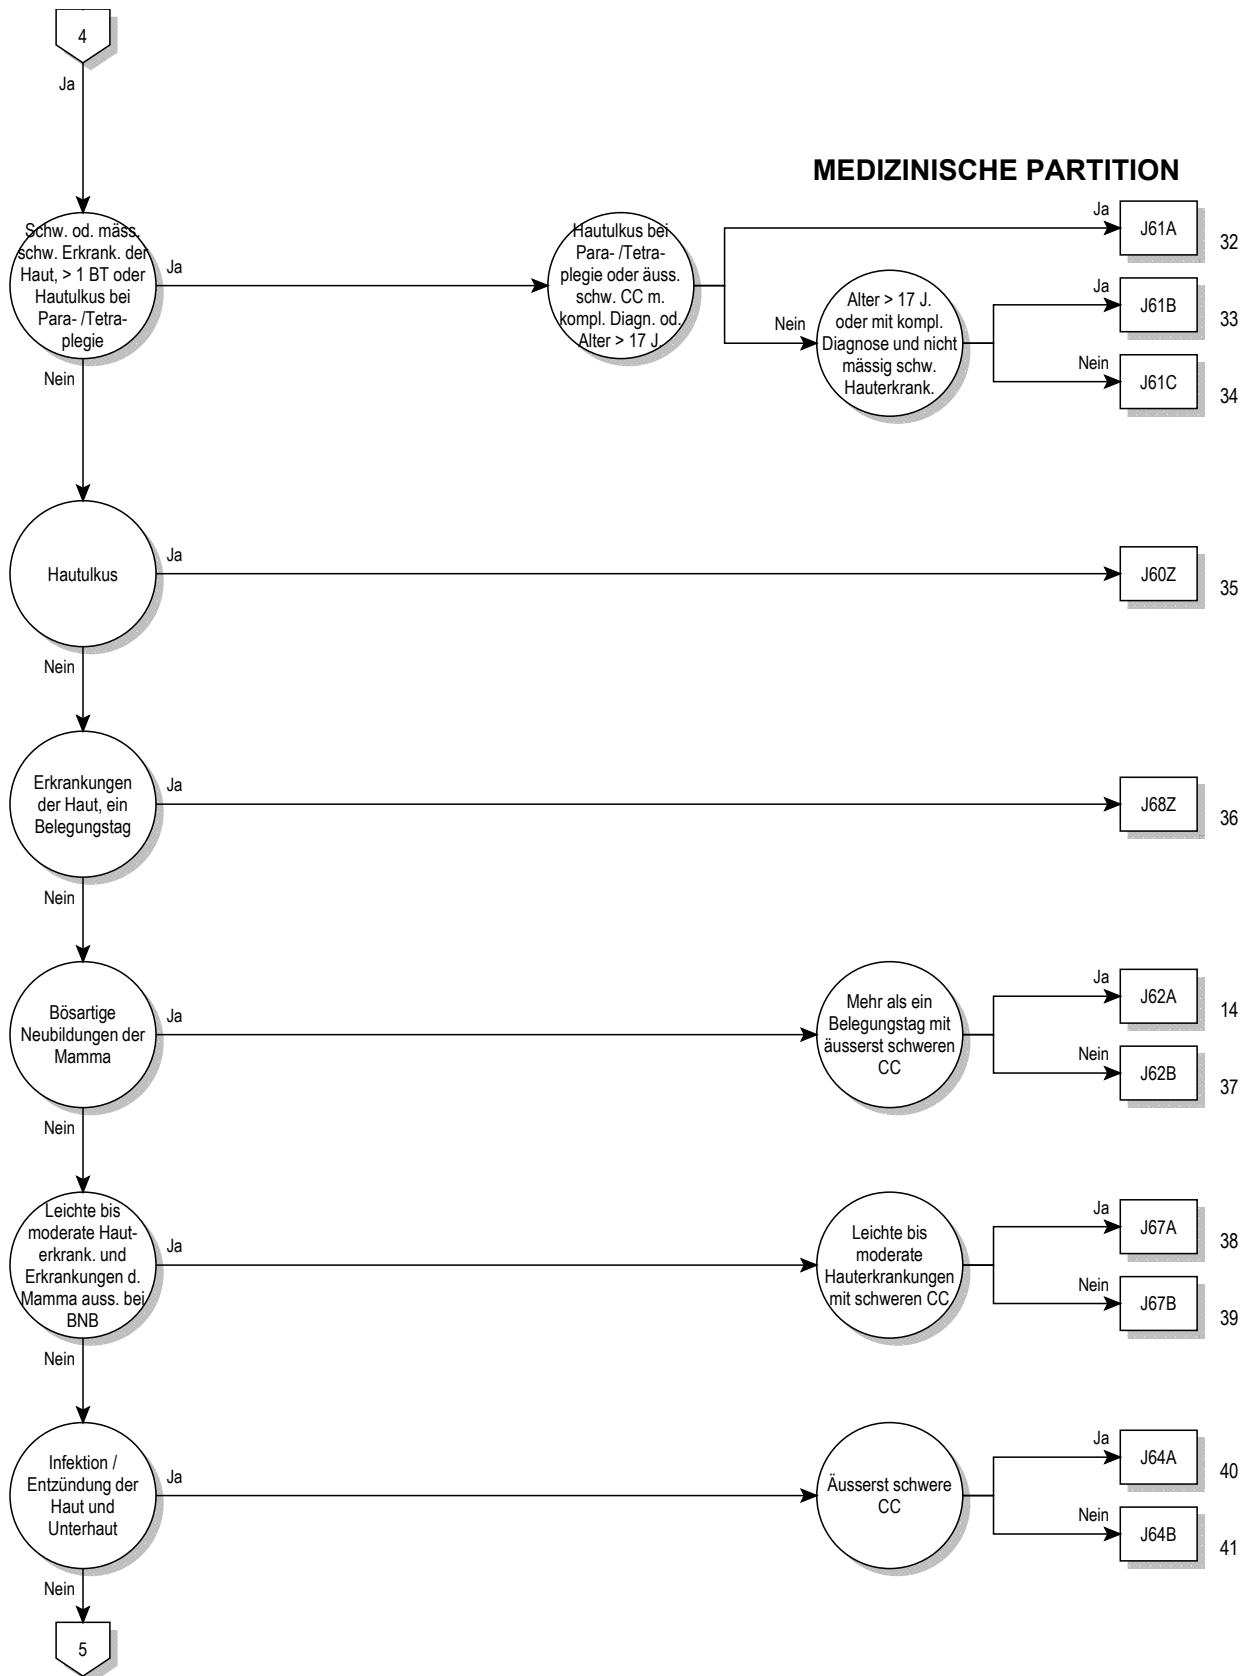 4
Ja
MEDIZINISCHE PARTITION
Schw. od. mäss.
schw. Erkrank. der
Haut, > 1 BT oder
Hautulkus bei
Para- /Tetra-
plegie
Ja
Nein
Hautulkus bei
Para- /Tetra-
plegie oder äuss.
schw. CC m.
kompl. Diagn. od.
Alter > 17 J.
Ja
J61A
32
Nein
Alter > 17 J.
oder mit kompl.
Diagnose und nicht
mässig schw.
Hauterkrank.
Ja
J61B
33
Nein
J61C
34
Hautulkus
Ja
J60Z
35
Nein
Erkrankungen
der Haut, ein
Belegungstag
Ja
J68Z
36
Nein
Bösartige
Neubildungen der
Mamma
Ja
Mehr als ein
Belegungstag mit
äusserst schweren
CC
Ja
J62A
14
Nein
J62B
37
Nein
Leichte bis
moderate Haut-
erkrank. und
Erkrankungen d.
Mamma auss. bei
BNB
Ja
Leichte bis
moderate
Hauterkrankungen
mit schweren CC
Ja
J67A
38
Nein
J67B
39
Nein
Infektion /
Entzündung der
Haut und
Unterhaut
Ja
Äusserst schwere
CC
Ja
J64A
40
Nein
J64B
41
Nein
5